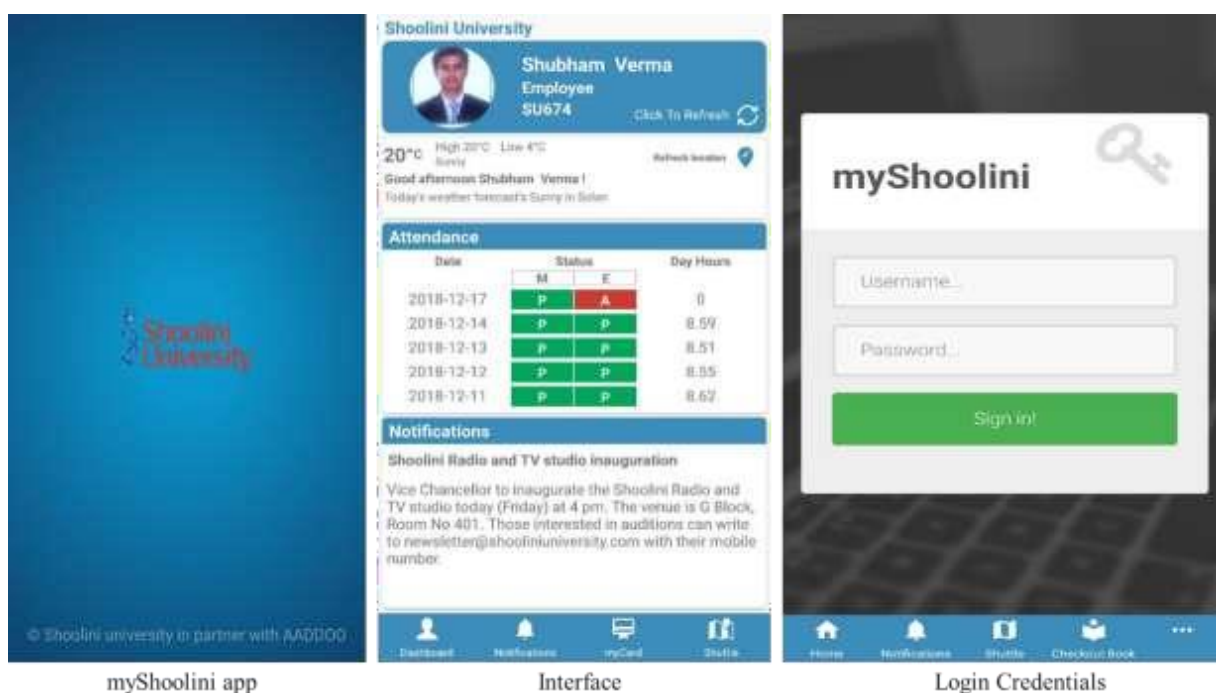 Shoolini
University
© Shoolini university in partner with AADDOO
myShoolini app
Shoolini University
Shubham Verma
Employee
SU674
Click To Refresh
20°C High 20°C Low 4°C
Sunny
Refresh location
Good afternoon Shubham Verma !
Today's weather forecast's Sunny in Solan
Attendance
Date Status Day Hours
M E
2018-12-17 P A 0
2018-12-14 P P 8.59
2018-12-13 P P 8.51
2018-12-12 P P 8.55
2018-12-11 P P 8.62
Notifications
Shoolini Radio and TV studio inauguration
Vice Chancellor to inaugurate the Shoolini Radio and
TV studio today (Friday) at 4 pm. The venue is G Block,
Room No 401. Those interested in auditions can write
to newsletter@shooliniuniversity.com with their mobile
number.
Dashboard Notifications myCard Shuttle
Interface
myShoolini
Username...
Password...
Sign in!
Home Notifications Shuttle Checkout Book
Login Credentials